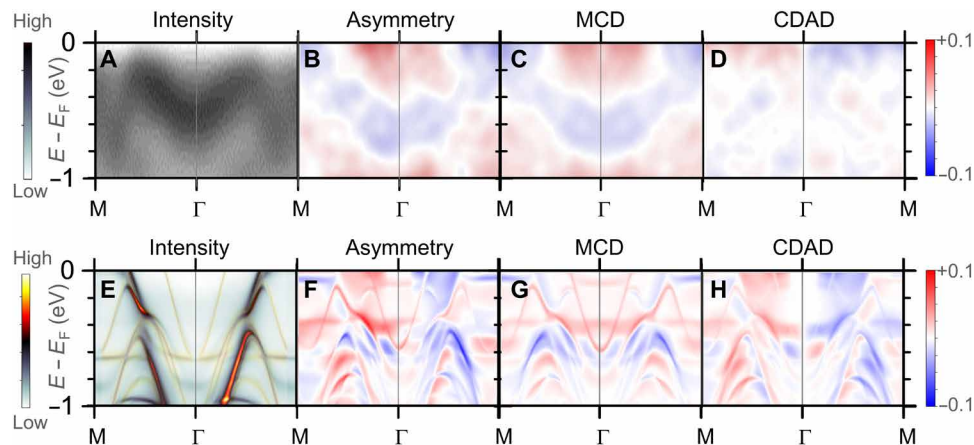 High
Intensity
Asymmetry
MCD
CDAD
0
A
B
C
D
+0.1
E − E_F (eV)
Low
−1
−0.1
M
Γ
M
Γ
M
Γ
M
Γ
M
Intensity
Asymmetry
MCD
CDAD
High
0
E
F
G
H
+0.1
E − E_F (eV)
Low
−1
−0.1
M
Γ
M
Γ
M
Γ
M
Γ
M